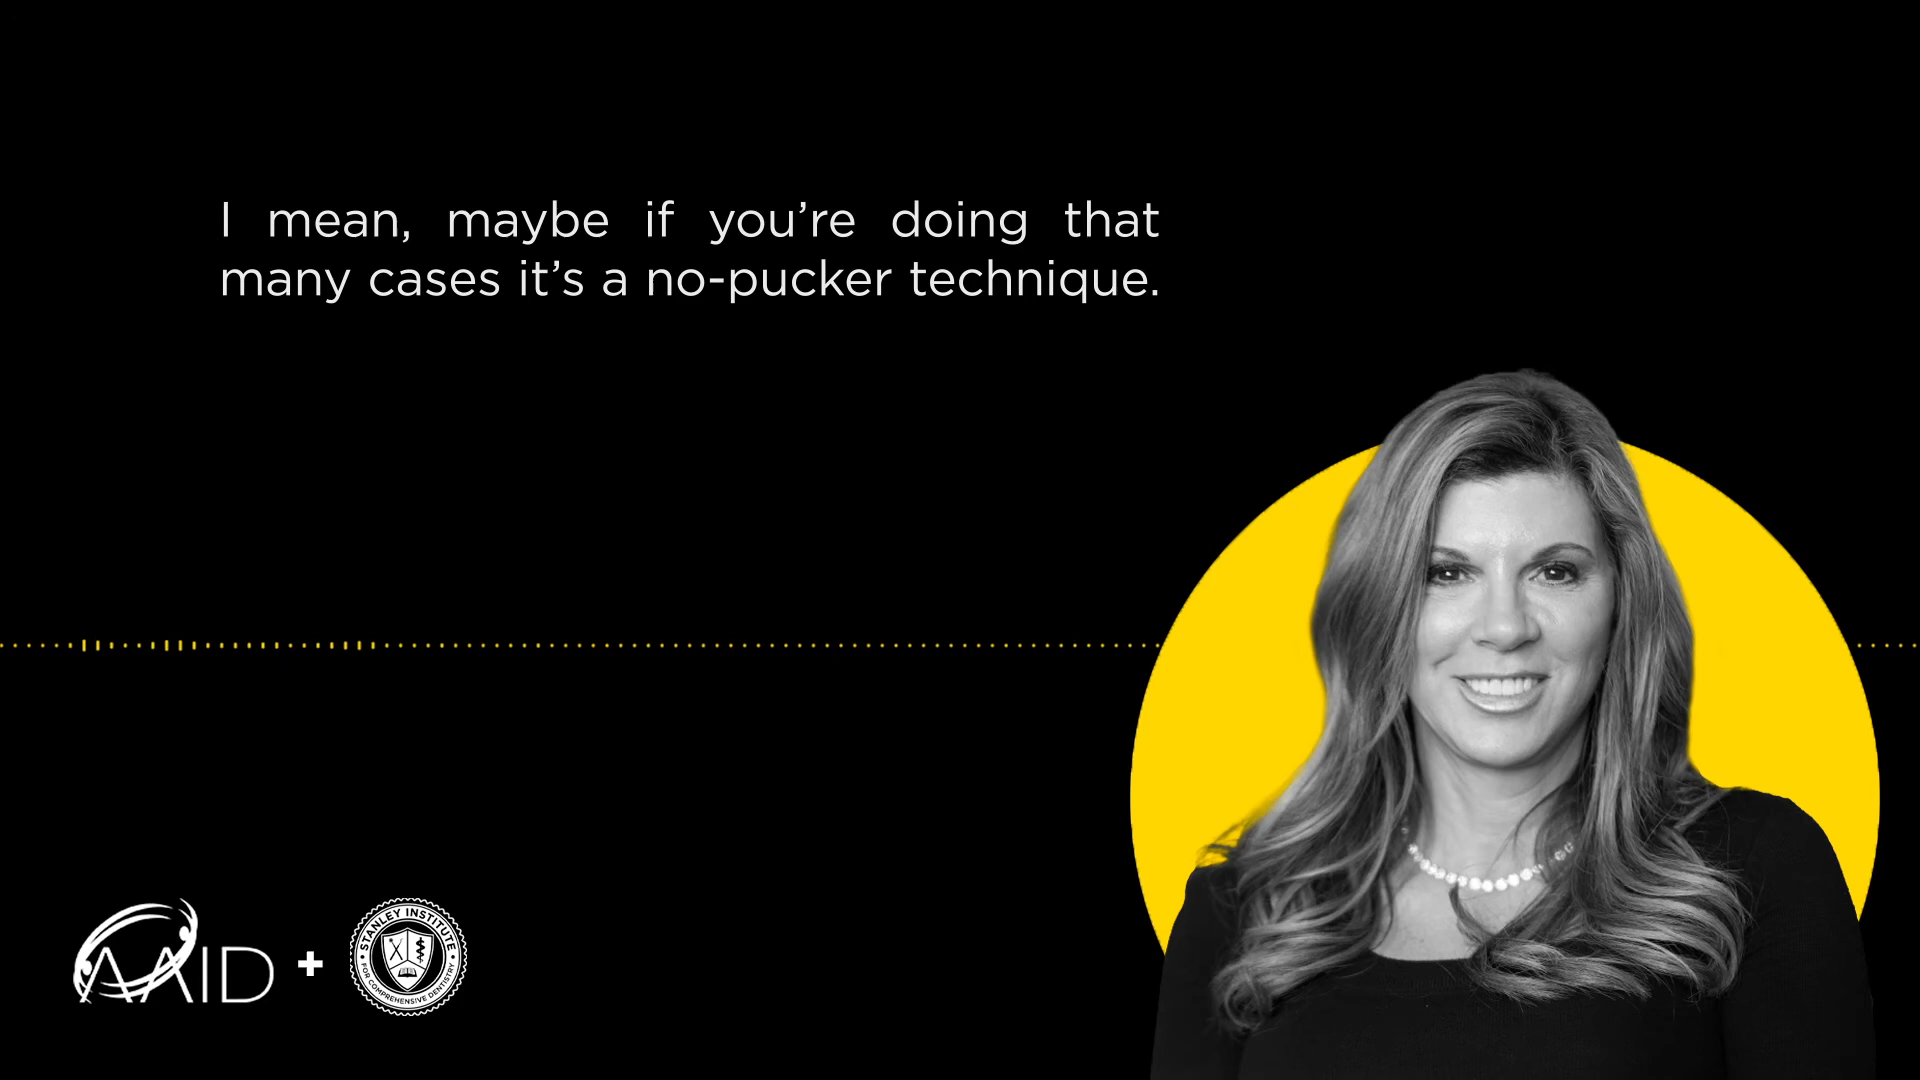 I mean, maybe if you’re doing that
many cases it’s a no-pucker technique.
AAID
+
STANLEY INSTITUTE
FOR COMPREHENSIVE DENTISTRY